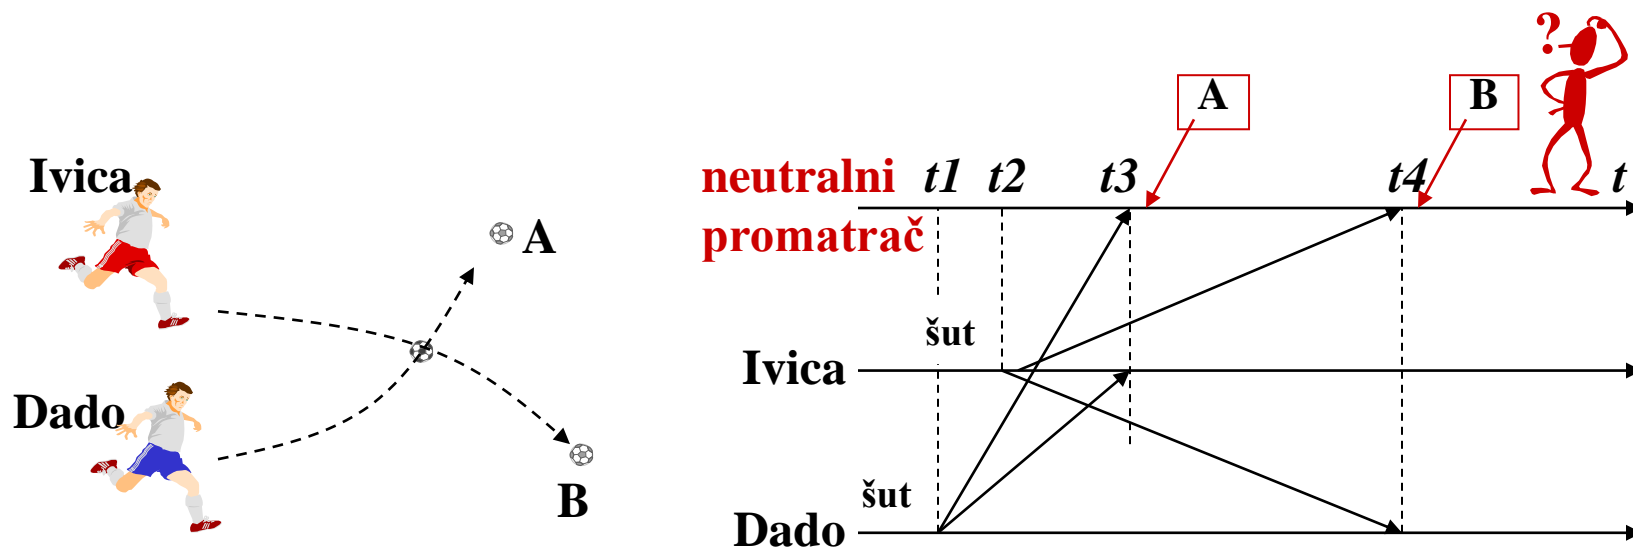 Ivica
A
Dado
B
?
A
B
neutralni t1 t2 t3 t4 t
promatrač
šut
Ivica
šut
Dado